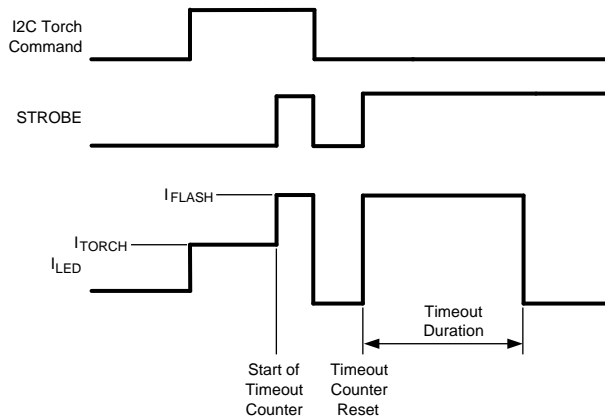 I2C Torch
Command
STROBE
IFLASH
ITORCH
ILED
Timeout
Duration
Start of
Timeout
Counter
Timeout
Counter
Reset